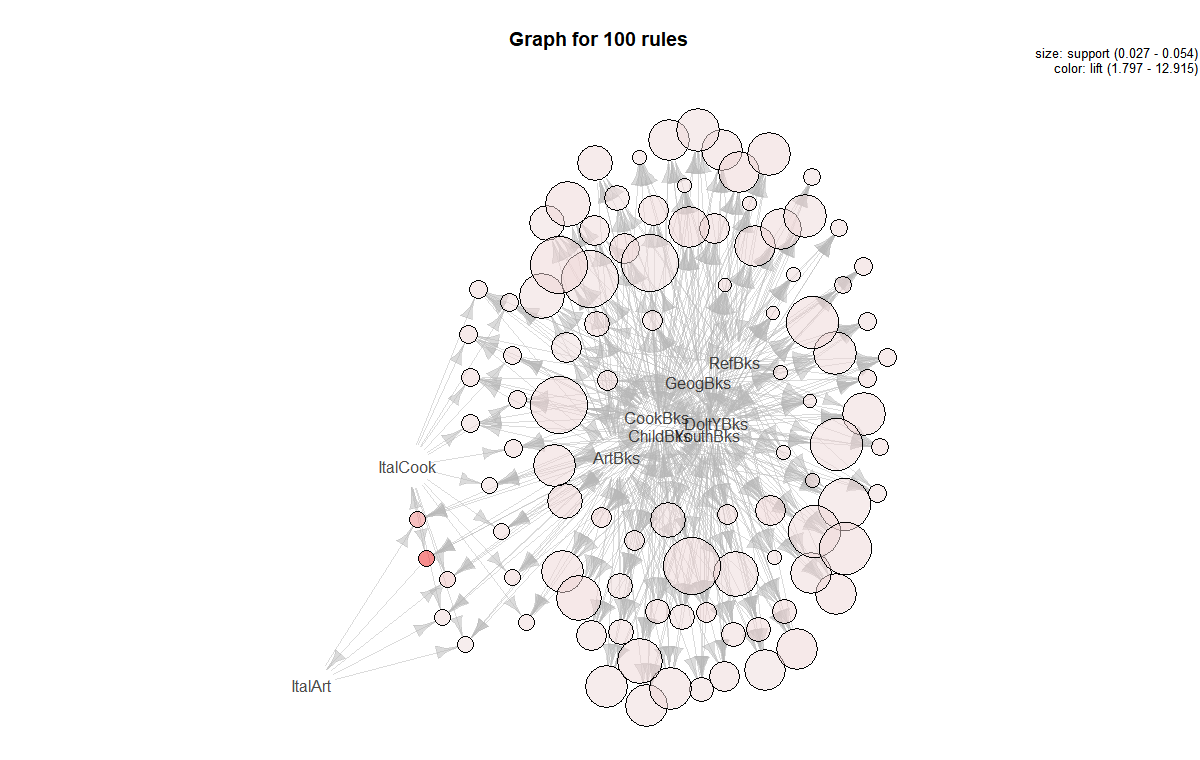 Graph for 100 rules
size: support (0.027 - 0.054)
color: lift (1.797 - 12.915)
RefBks
GeogBks
CookBks
DoItYBks
ChildBks
YouthBks
ArtBks
ItalCook
ItalArt